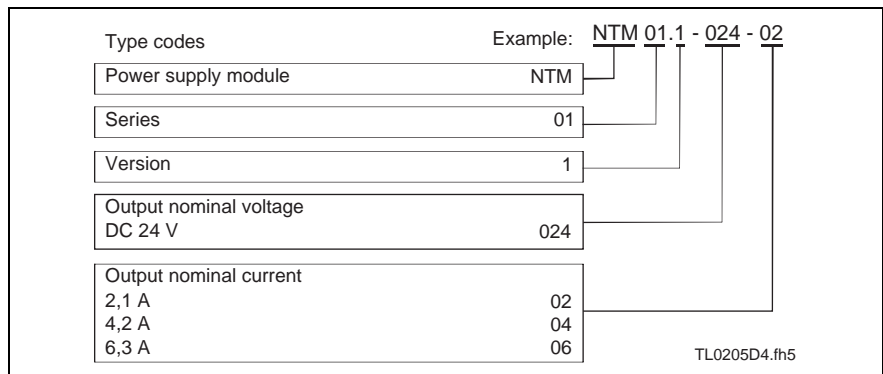 Type codes Example: NTM 01.1 - 024 - 02
Power supply module NTM
Series 01
Version 1
Output nominal voltage
DC 24 V 024
Output nominal current
2,1 A 02
4,2 A 04
6,3 A 06
TL0205D4.fh5